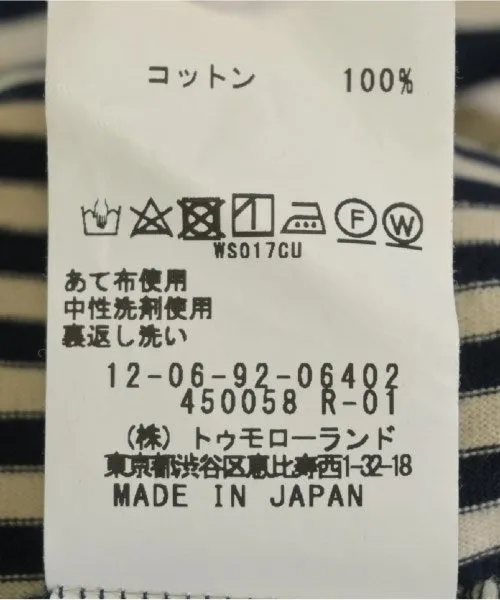 コットン 100%
F W
WS017CU
あて布使用
中性洗剤使用
裏返し洗い
12-06-92-06402
450058 R-01
(株) トゥモローランド
東京都渋谷区恵比寿西1-32-18
MADE IN JAPAN